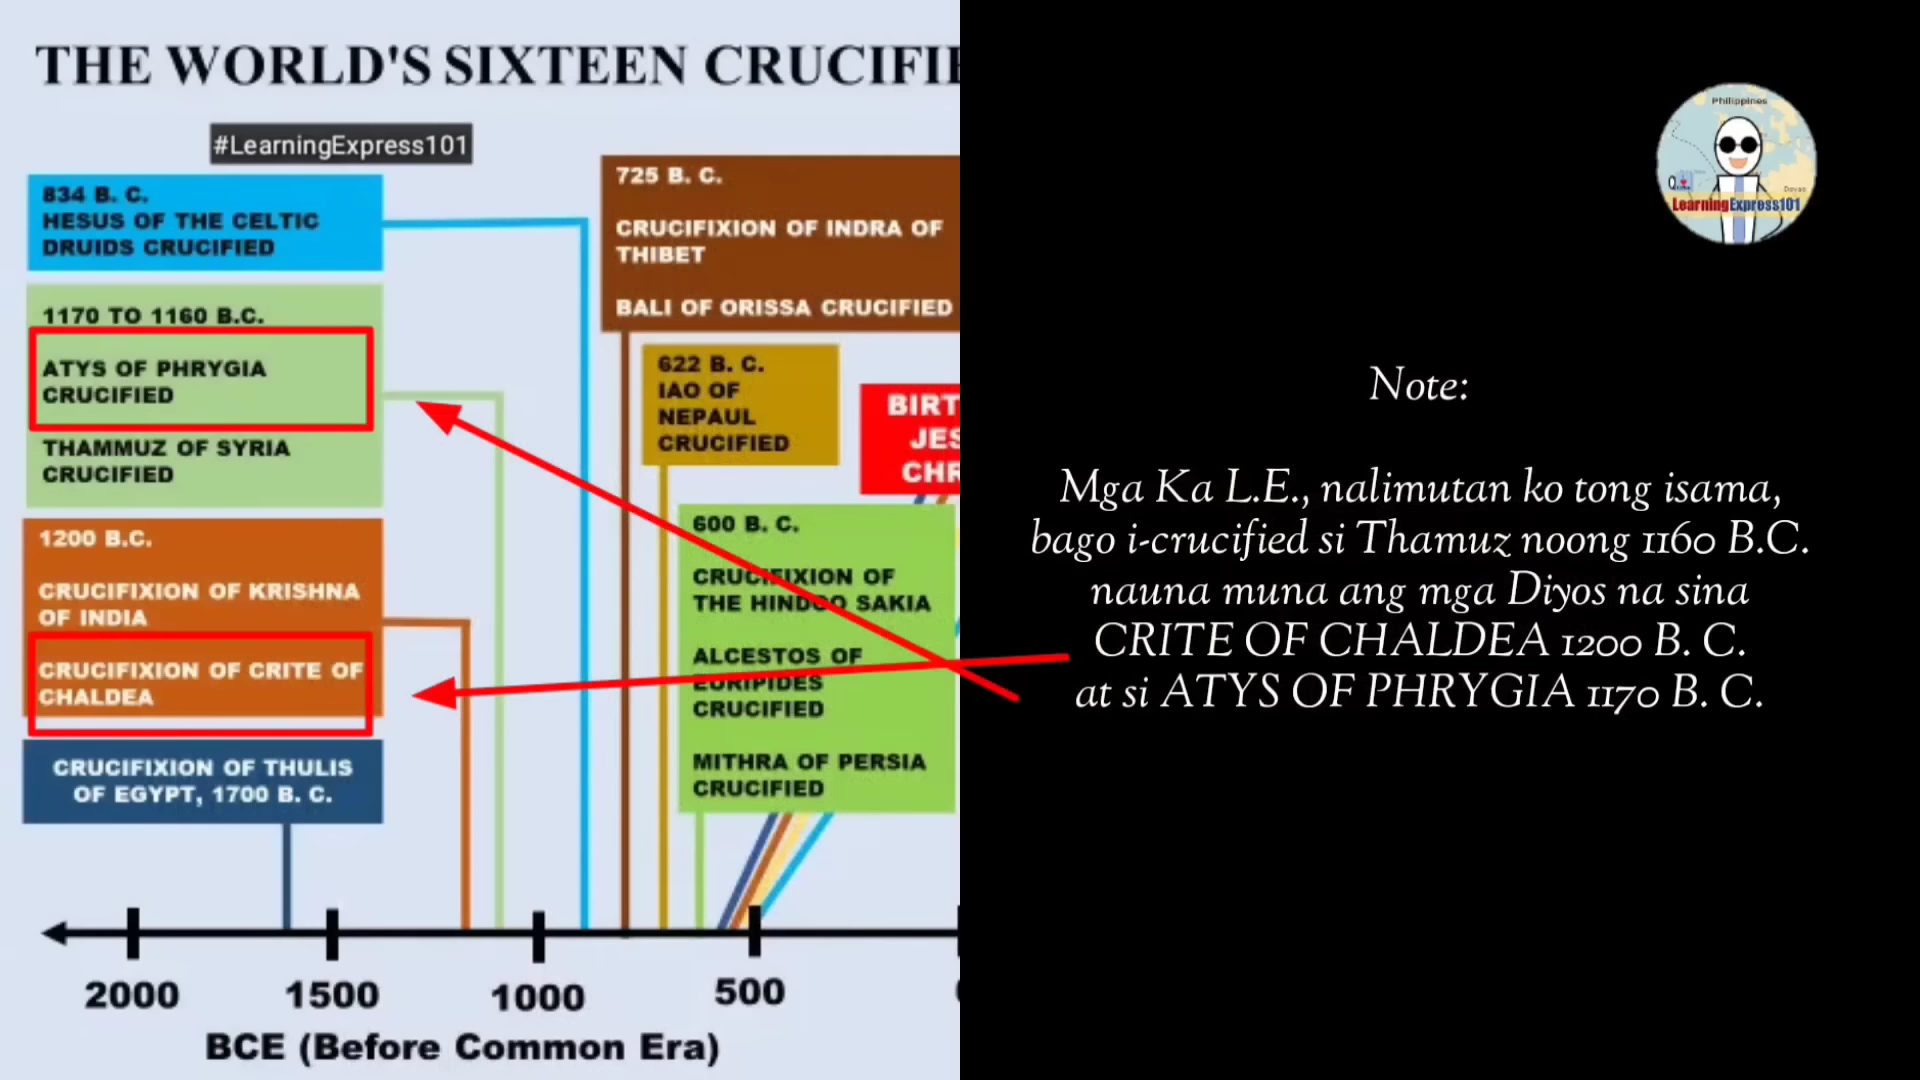 THE WORLD'S SIXTEEN
#LearningExpress101
834 B. C.
HESUS OF THE CELTIC
DRUIDS CRUCIFIED
1170 TO 1160 B.C.
ATYS OF PHRYGIA
CRUCIFIED
THAMMUZ OF SYRIA
CRUCIFIED
1200 B.C.
CRUCIFIXION OF KRISHNA
OF INDIA
CRUCIFIXION OF CRITE OF
CHALDEA
CRUCIFIXION OF THULIS
OF EGYPT, 1700 B. C.
725 B. C.
CRUCIFIXION OF INDRA OF
THIBET
BALI OF ORISSA CRUCIFIED
622 B. C.
IAO OF
NEPAUL
CRUCIFIED
600 B. C.
CRUCIFIXION OF
THE HINDOO SAKIA
ALCESTOS OF
EURIPIDES
CRUCIFIED
MITHRA OF PERSIA
CRUCIFIED
2000
1500
1000
500
BCE (Before Common Era)
Philippines
LearningExpress101
Note:
Mga Ka L.E., nalimutan ko tong isama,
bago i-crucified si Thamuz noong 1160 B.C.
nauna muna ang mga Diyos na sina
CRITE OF CHALDEA 1200 B. C.
at si ATYS OF PHRYGIA 1170 B. C.